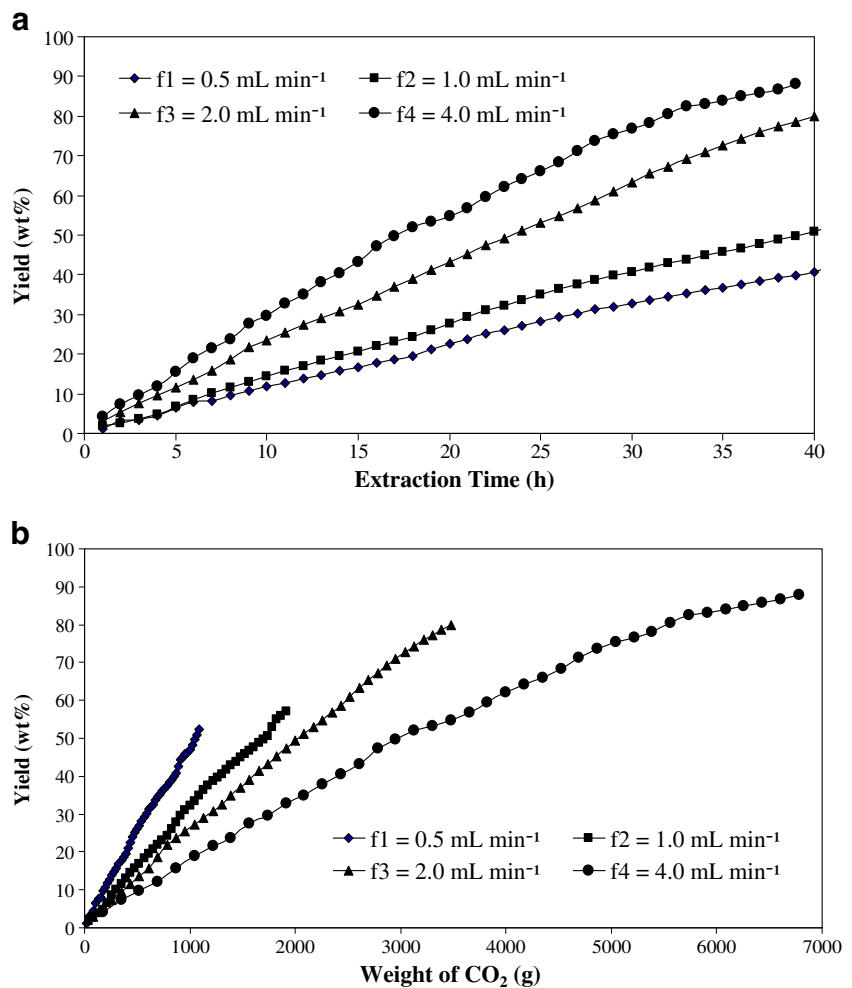 a
100
90
80
70
60
50
40
30
20
10
0
Yield (wt%)
f1 = 0.5 mL min⁻¹ f2 = 1.0 mL min⁻¹
f3 = 2.0 mL min⁻¹ f4 = 4.0 mL min⁻¹
0 5 10 15 20 25 30 35 40
Extraction Time (h)
b
100
90
80
70
60
50
40
30
20
10
0
Yield (wt%)
f1 = 0.5 mL min⁻¹ f2 = 1.0 mL min⁻¹
f3 = 2.0 mL min⁻¹ f4 = 4.0 mL min⁻¹
0 1000 2000 3000 4000 5000 6000 7000
Weight of CO₂ (g)